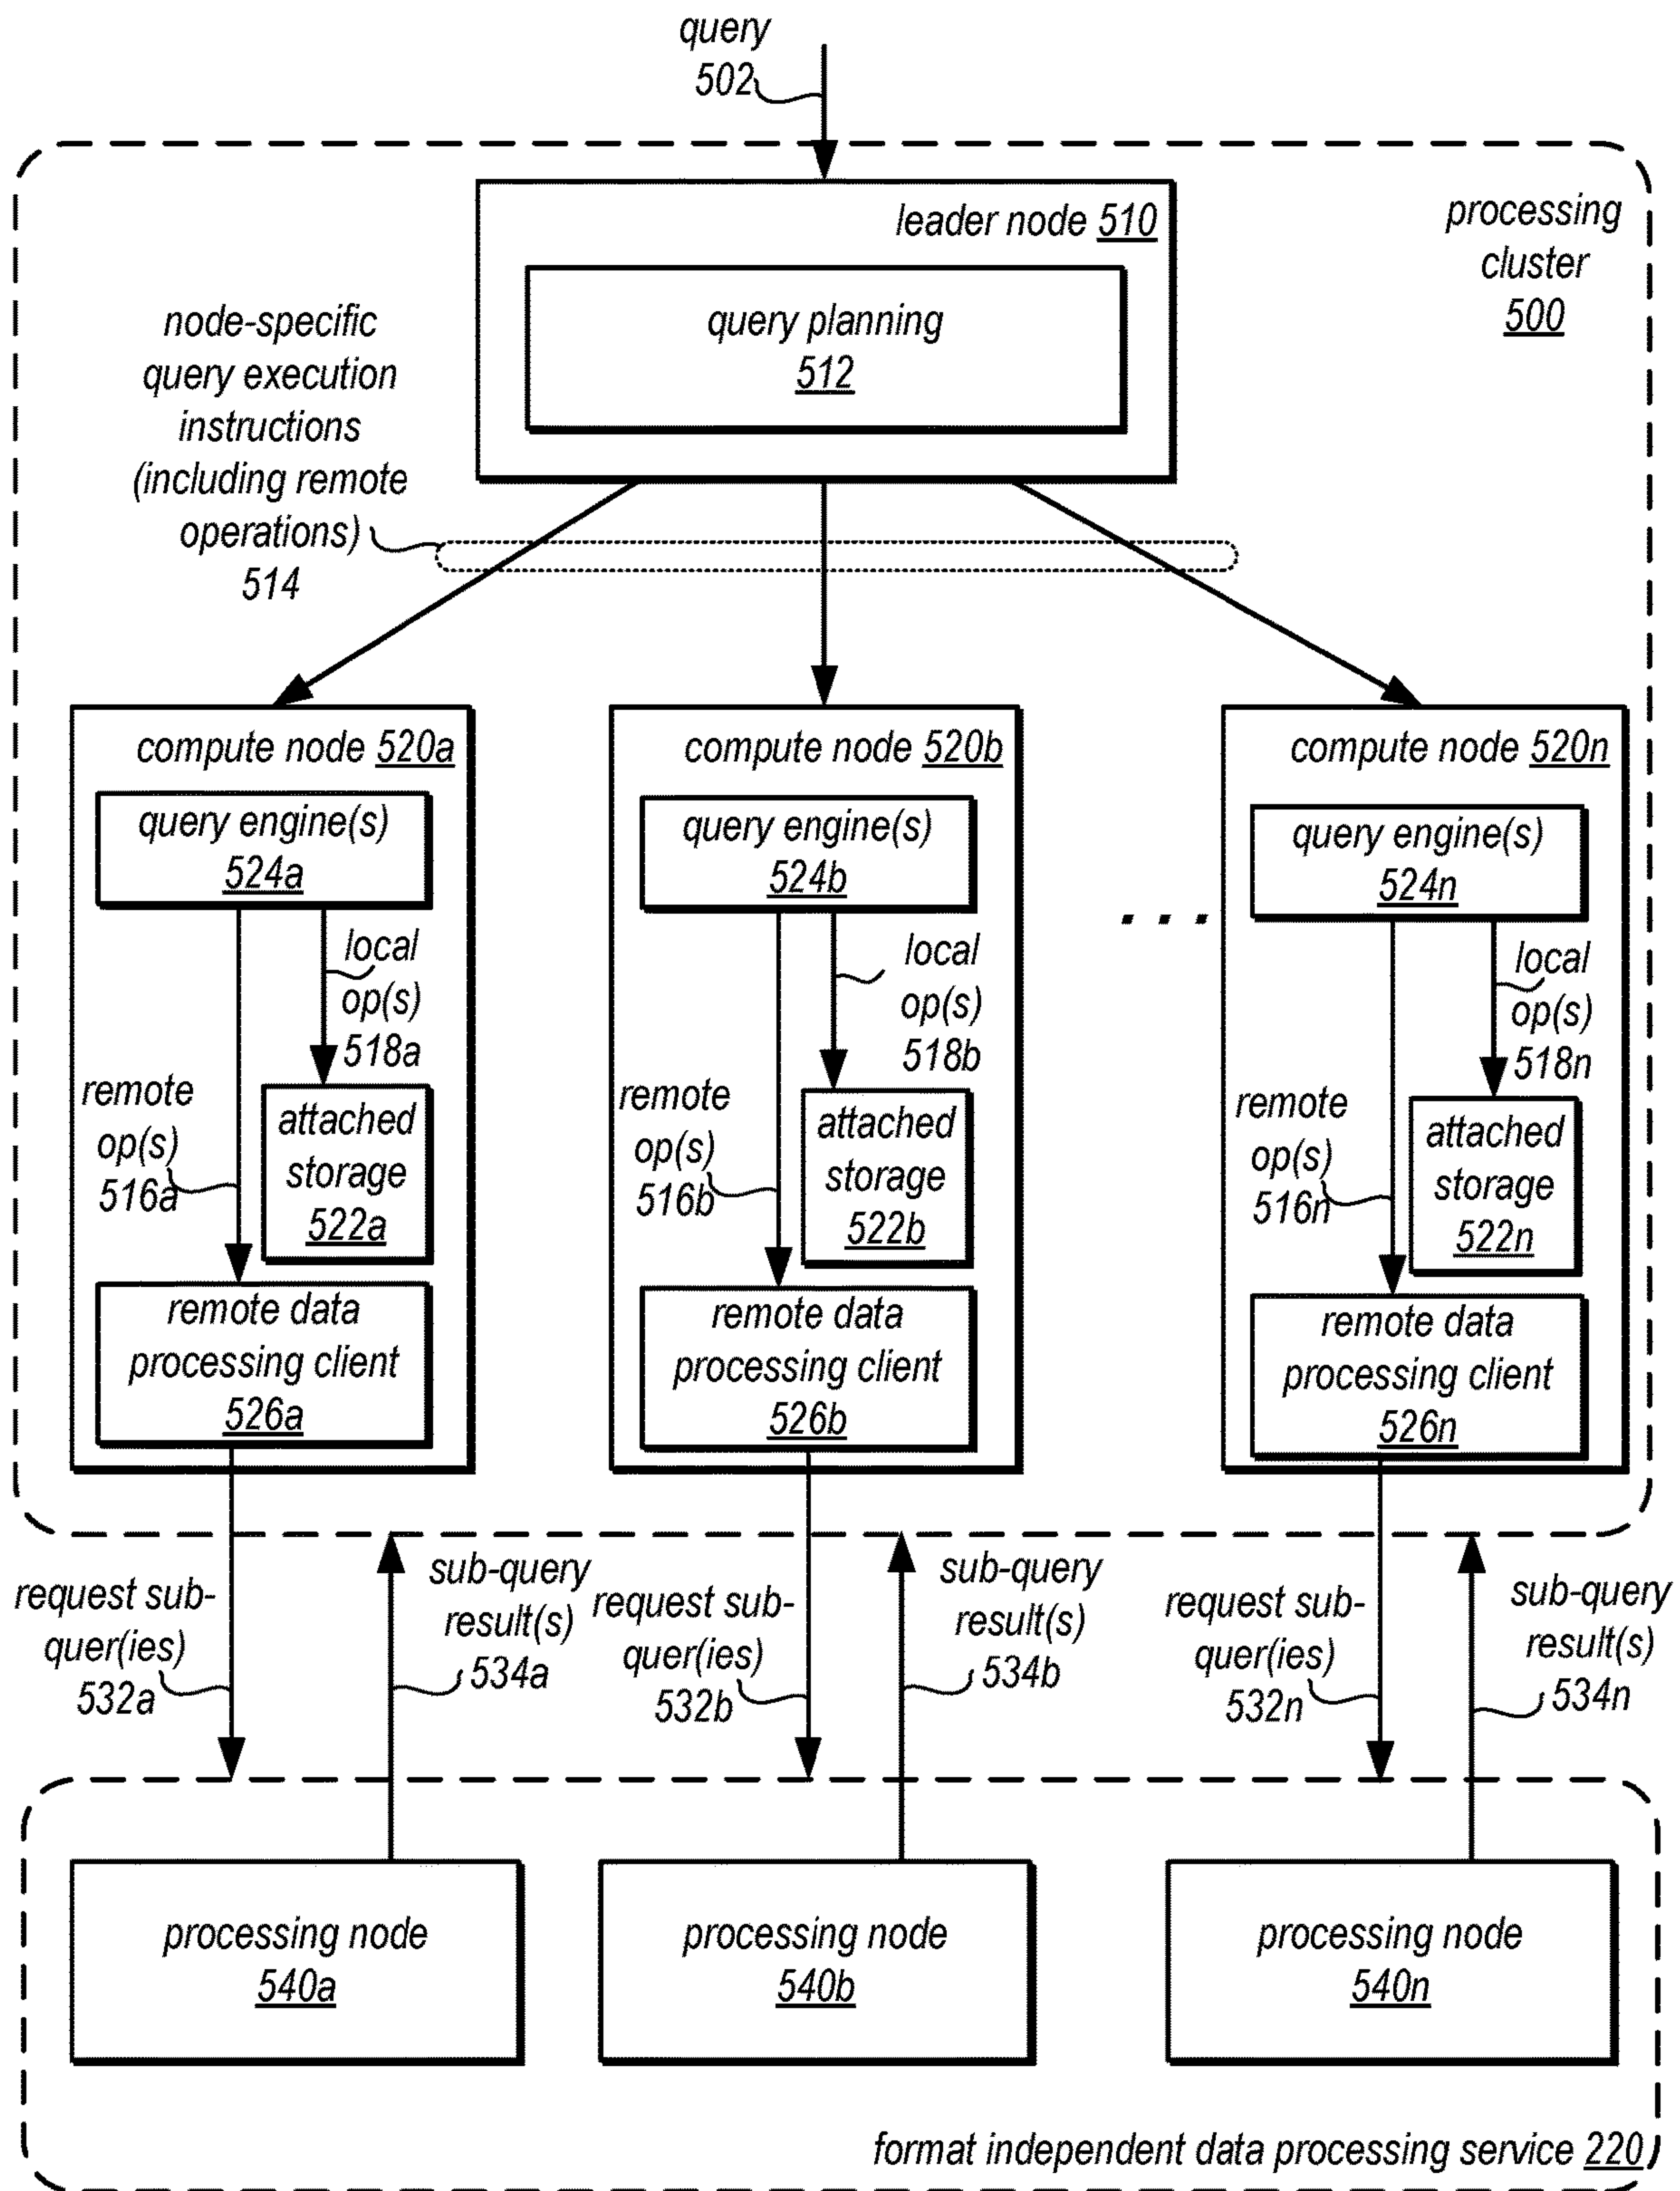 query
502
leader node 510
processing
cluster
500
query planning
512
node-specific
query execution
instructions
(including remote
operations)
514
compute node 520a
query engine(s)
524a
local
op(s)
518a
remote
op(s)
516a
attached
storage
522a
remote data
processing client
526a
compute node 520b
query engine(s)
524b
local
op(s)
518b
remote
op(s)
516b
attached
storage
522b
remote data
processing client
526b
. . .
compute node 520n
query engine(s)
524n
local
op(s)
518n
remote
op(s)
516n
attached
storage
522n
remote data
processing client
526n
request sub-
quer(ies)
532a
sub-query
result(s)
534a
request sub-
quer(ies)
532b
sub-query
result(s)
534b
request sub-
quer(ies)
532n
sub-query
result(s)
534n
processing node
540a
processing node
540b
processing node
540n
format independent data processing service 220